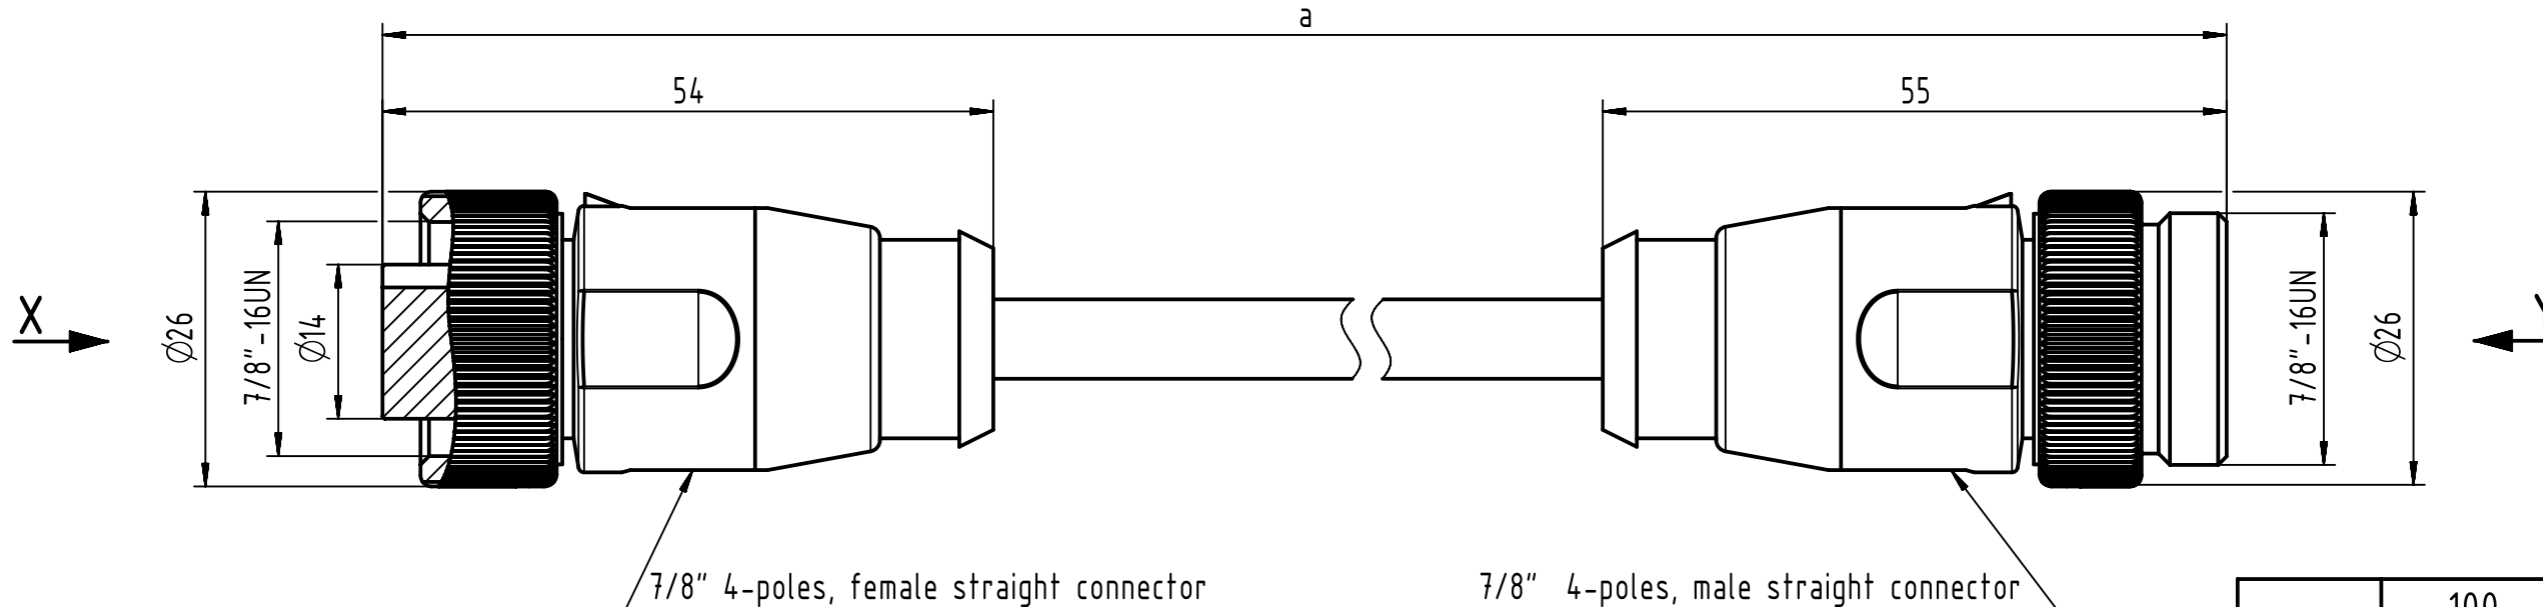 a
54
55
X
Ø26
7/8"-16UN
Ø14
7/8"-16UN
Ø26
7/8" 4-poles, female straight connector
7/8" 4-poles, male straight connector